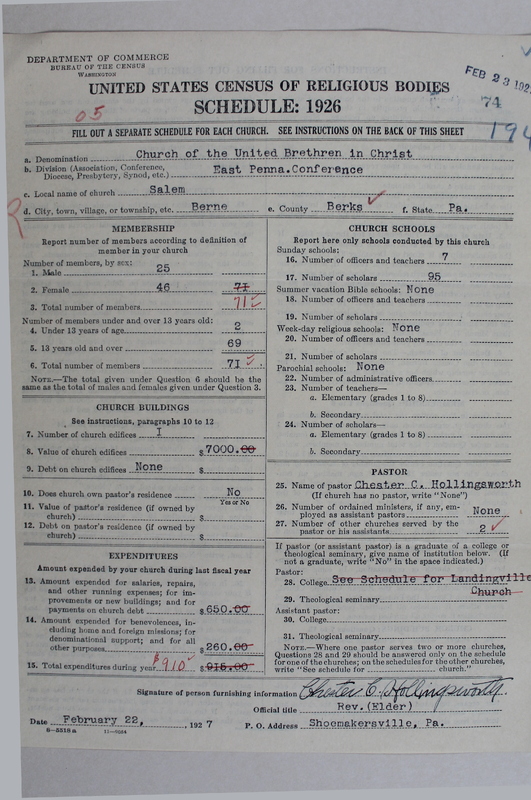 DEPARTMENT OF COMMERCE
BUREAU OF THE CENSUS
WASHINGTON
FEB 23 192
74
UNITED STATES CENSUS OF RELIGIOUS BODIES
05
SCHEDULE: 1926
194
FILL OUT A SEPARATE SCHEDULE FOR EACH CHURCH. SEE INSTRUCTIONS ON THE BACK OF THIS SHEET
a. Denomination Church of the United Brethren in Christ
b. Division (Association, Conference, Diocese, Presbytery, Synod, etc.) East Penna.Conference
c. Local name of church Salem
d. City, town, village, or township, etc. Berne e. County Berks f. State Pa.
MEMBERSHIP
Report number of members according to definition of
member in your church
Number of members, by sex:
1. Male 25
2. Female 46 71
3. Total number of members 71
Number of members under and over 13 years old:
4. Under 13 years of age 2
5. 13 years old and over 69
6. Total number of members 71
NOTE.—The total given under Question 6 should be
same as the total of males and females given under Question 3.
CHURCH BUILDINGS
See instructions, paragraphs 10 to 12
7. Number of church edifices 1
8. Value of church edifices $7000.00
9. Debt on church edifices None $
10. Does church own pastor's residence No
Yes or No
11. Value of pastor's residence (if owned by
church) $
12. Debt on pastor's residence (if owned by
church) $
EXPENDITURES
Amount expended by your church during last fiscal year
13. Amount expended for salaries, repairs,
and other running expenses; for im-
provements or new buildings; and for
payments on church debt $650.00
14. Amount expended for benevolences, in-
cluding home and foreign missions; for
denominational support; and for all
other purposes $260.00
15. Total expenditures during year $910 915.00
CHURCH SCHOOLS
Report here only schools conducted by this church
Sunday schools:
16. Number of officers and teachers 7
17. Number of scholars 95
Summer vacation Bible schools: None
18. Number of officers and teachers
19. Number of scholars
Week-day religious schools: None
20. Number of officers and teachers
21. Number of scholars
Parochial schools: None
22. Number of administrative officers
23. Number of teachers—
a. Elementary (grades 1 to 8)
b. Secondary
24. Number of scholars—
a. Elementary (grades 1 to 8)
b. Secondary
PASTOR
25. Name of pastor Chester C. Hollingsworth
(If church has no pastor, write "None")
26. Number of ordained ministers, if any, em-
ployed as assistant pastors None
27. Number of other churches served by the
pastor or his assistants 2
If pastor (or assistant pastor) is a graduate of a college or
theological seminary, give name of institution below. (If
not a graduate, write "No" in the space indicated.)
Pastor:
28. College See Schedule for Landingville
Church
29. Theological seminary
Assistant pastor:
30. College
31. Theological seminary
NOTE.—Where one pastor serves two or more churches,
Questions 28 and 29 should be answered only on the schedule
for one of the churches; on the schedules for the other churches,
write "See schedule for church."
Signature of person furnishing information Chester C. Hollingsworth
Official title Rev.(Elder)
Date February 22, 1927 P. O. Address Shoemakersville, Pa.
8—5518a 11—9084